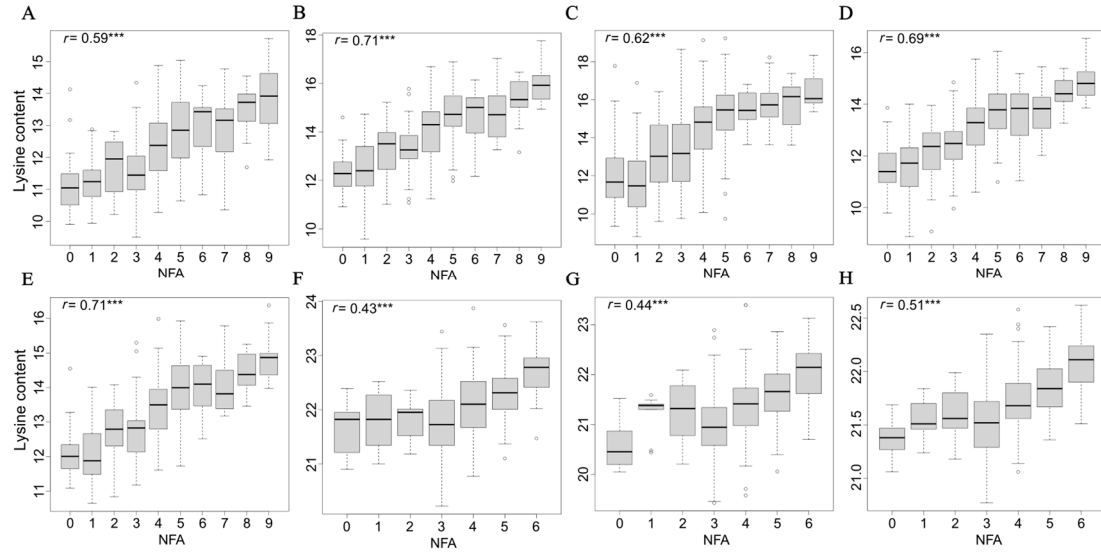 A
r= 0.59***
Lysine content
15
14
13
12
11
10
0 1 2 3 4 5 6 7 8 9
NFA
B
r= 0.71***
18
16
14
12
10
0 1 2 3 4 5 6 7 8 9
NFA
C
r= 0.62***
18
16
14
12
10
0 1 2 3 4 5 6 7 8 9
NFA
D
r= 0.69***
16
14
12
10
0 1 2 3 4 5 6 7 8 9
NFA
E
r= 0.71***
Lysine content
16
15
14
13
12
11
0 1 2 3 4 5 6 7 8 9
NFA
F
r= 0.43***
24
23
22
21
0 1 2 3 4 5 6
NFA
G
r= 0.44***
23
22
21
20
0 1 2 3 4 5 6
NFA
H
r= 0.51***
22.5
22.0
21.5
21.0
0 1 2 3 4 5 6
NFA